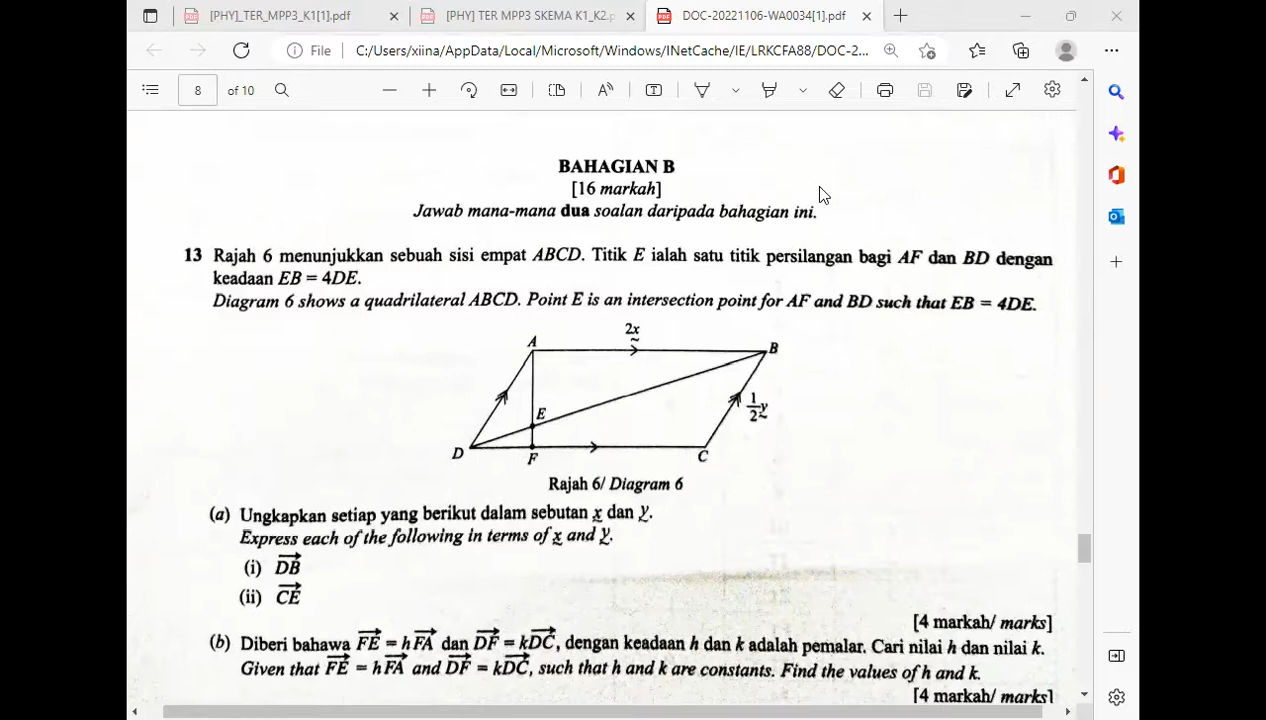 [PHY]_TER_MPP3_K1[1].pdf
[PHY] TER MPP3 SKEMA K1_K2.p
DOC-20221106-WA0034[1].pdf
File
C:/Users/xiina/AppData/Local/Microsoft/Windows/INetCache/IE/LRKCFA88/DOC-2...
8 of 10
BAHAGIAN B
[16 markah]
Jawab mana-mana dua soalan daripada bahagian ini.
13 Rajah 6 menunjukkan sebuah sisi empat ABCD. Titik E ialah satu titik persilangan bagi AF dan BD dengan
keadaan EB = 4DE.
Diagram 6 shows a quadrilateral ABCD. Point E is an intersection point for AF and BD such that EB = 4DE.
2x
A
B
1/2 y
E
D
F
C
Rajah 6/ Diagram 6
(a) Ungkapkan setiap yang berikut dalam sebutan x dan y.
Express each of the following in terms of x and y.
(i) DB
(ii) CE
[4 markah/ marks]
(b) Diberi bahawa FE = hFA dan DF = kDC, dengan keadaan h dan k adalah pemalar. Cari nilai h dan nilai k.
Given that FE = hFA and DF = kDC, such that h and k are constants. Find the values of h and k.
[4 markah/ marks]